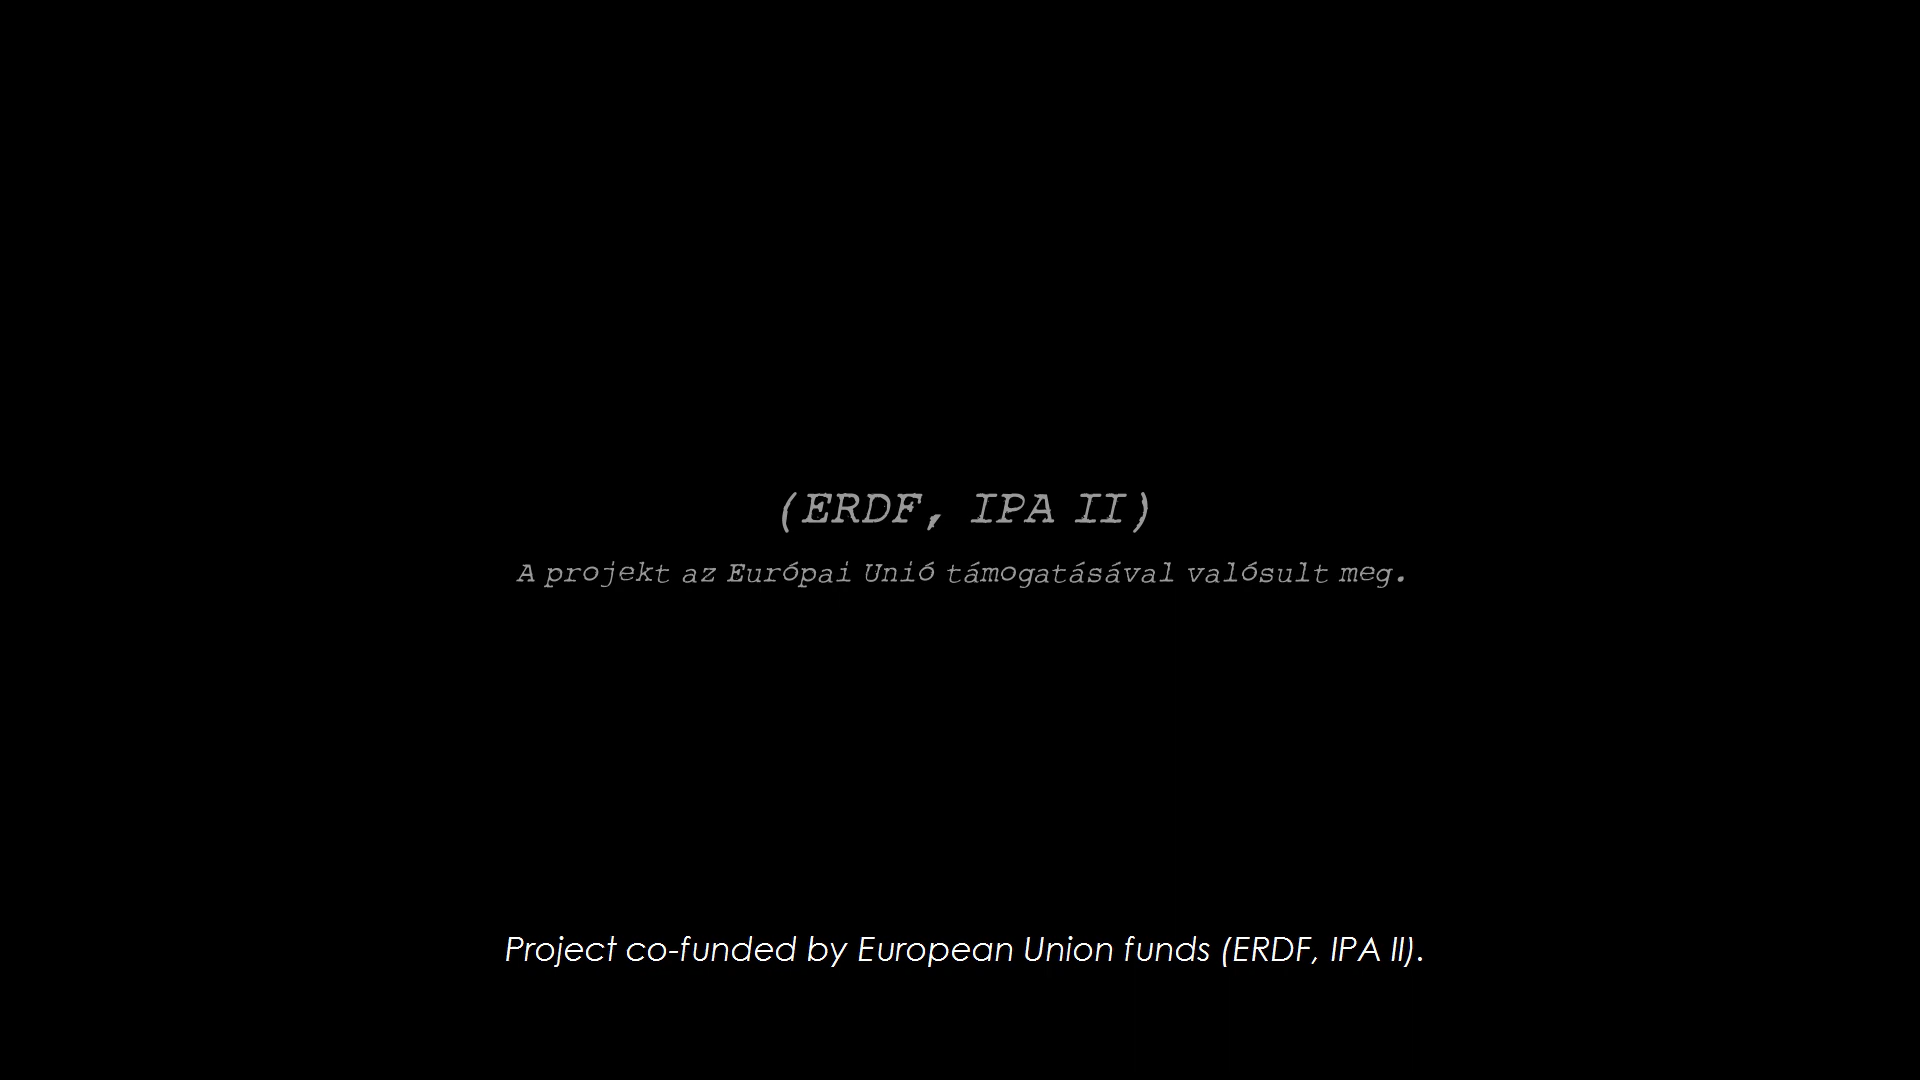 (ERDF, IPA II)
A projekt az Európai Unió támogatásával valósult meg.
Project co-funded by European Union funds (ERDF, IPA II).